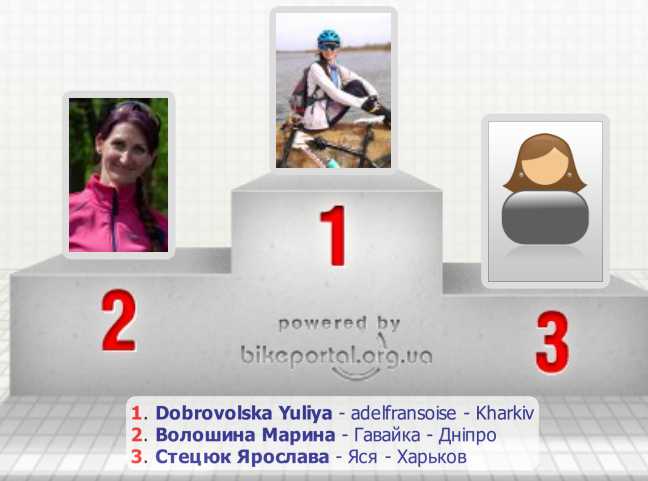 1
2
3
powered by
bikeportal.org.ua
1. Dobrovolska Yuliya - adelfransoise - Kharkiv
2. Волошина Марина - Гавайка - Дніпро
3. Стецюк Ярослава - Яся - Харьков